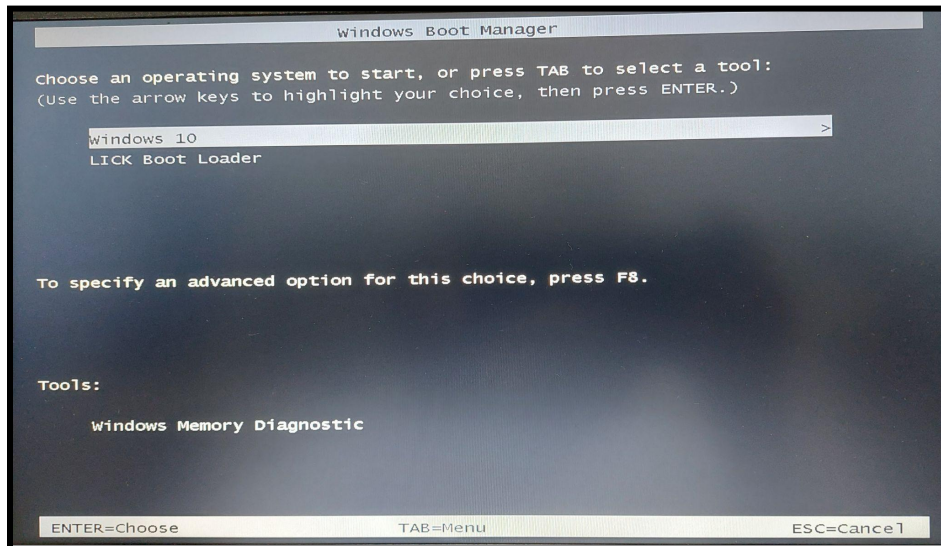 Windows Boot Manager
Choose an operating system to start, or press TAB to select a tool:
(Use the arrow keys to highlight your choice, then press ENTER.)
Windows 10 >
LICK Boot Loader
To specify an advanced option for this choice, press F8.
Tools:
Windows Memory Diagnostic
ENTER=Choose TAB=Menu ESC=Cancel